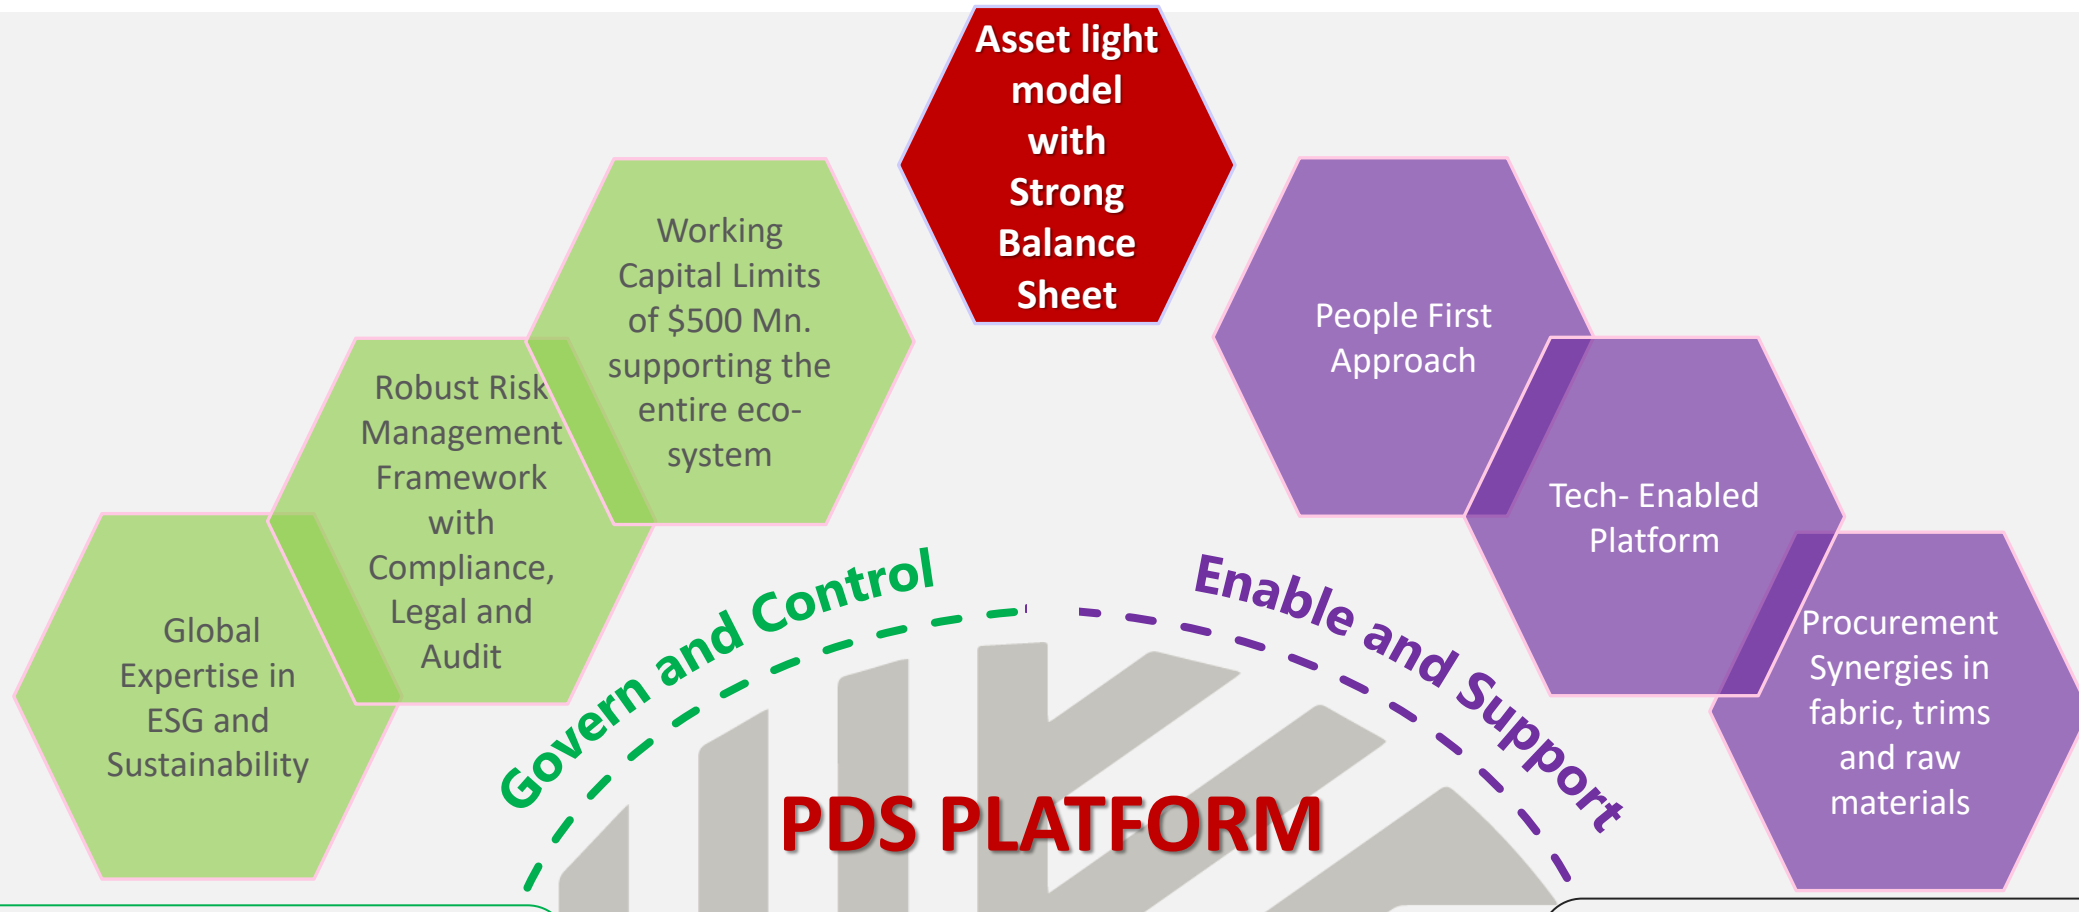 Asset light
model
with
Strong
Balance
Sheet
Working
Capital Limits
of $500 Mn.
supporting the
entire eco-
system
Robust Risk
Management
Framework
with
Compliance,
Legal and
Audit
Global
Expertise in
ESG and
Sustainability
People First
Approach
Tech- Enabled
Platform
Procurement
Synergies in
fabric, trims
and raw
materials
Govern and Control
Enable and Support
PDS PLATFORM